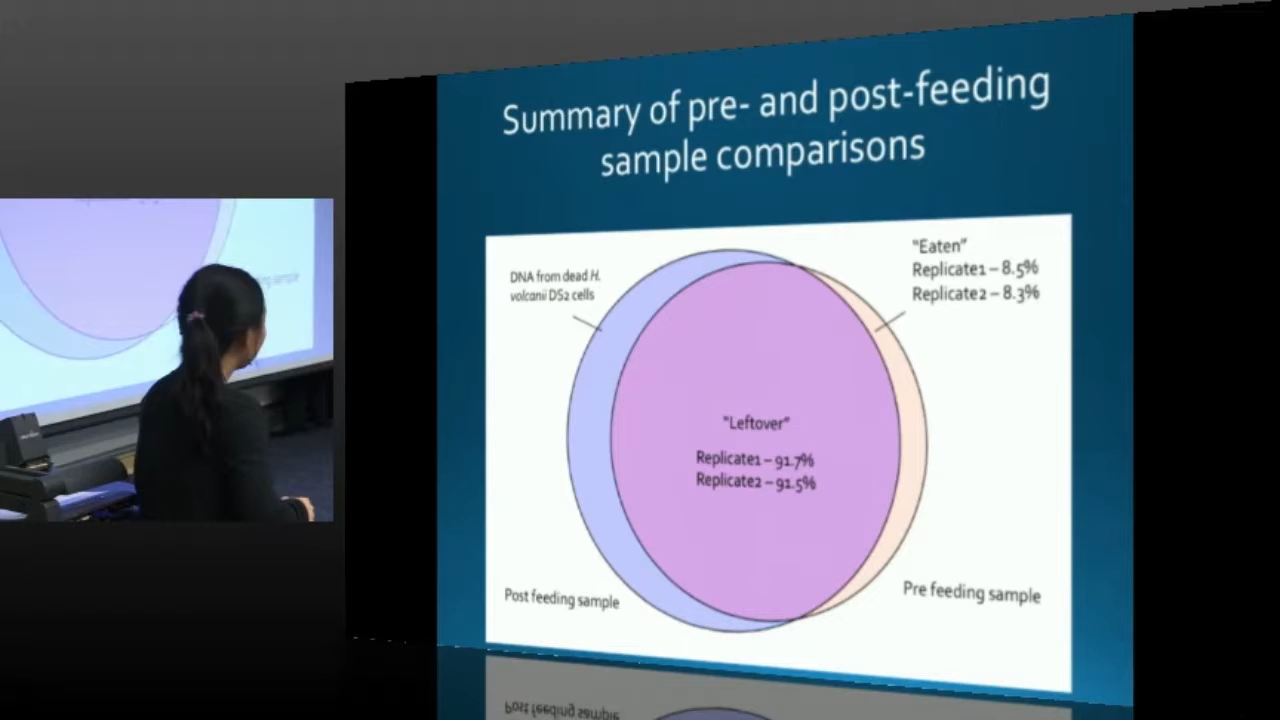 Summary of pre- and post-feeding
sample comparisons
DNA from dead H.
volcanii DS2 cells
"Eaten"
Replicate1 – 8.5%
Replicate2 – 8.3%
"Leftover"
Replicate1 – 91.7%
Replicate2 – 91.5%
Post feeding sample
Pre feeding sample